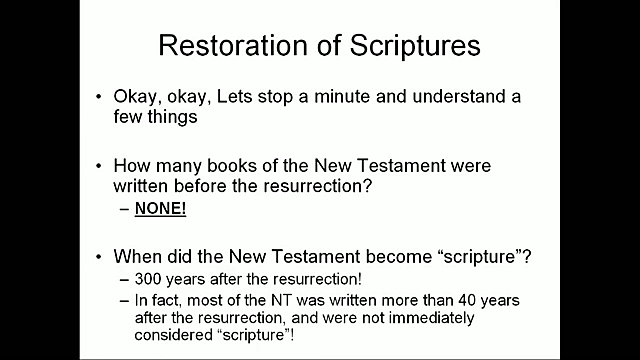 Restoration of Scriptures
• Okay, okay, Lets stop a minute and understand a
few things
• How many books of the New Testament were
written before the resurrection?
– NONE!
• When did the New Testament become “scripture”?
– 300 years after the resurrection!
– In fact, most of the NT was written more than 40 years
after the resurrection, and were not immediately
considered “scripture”!